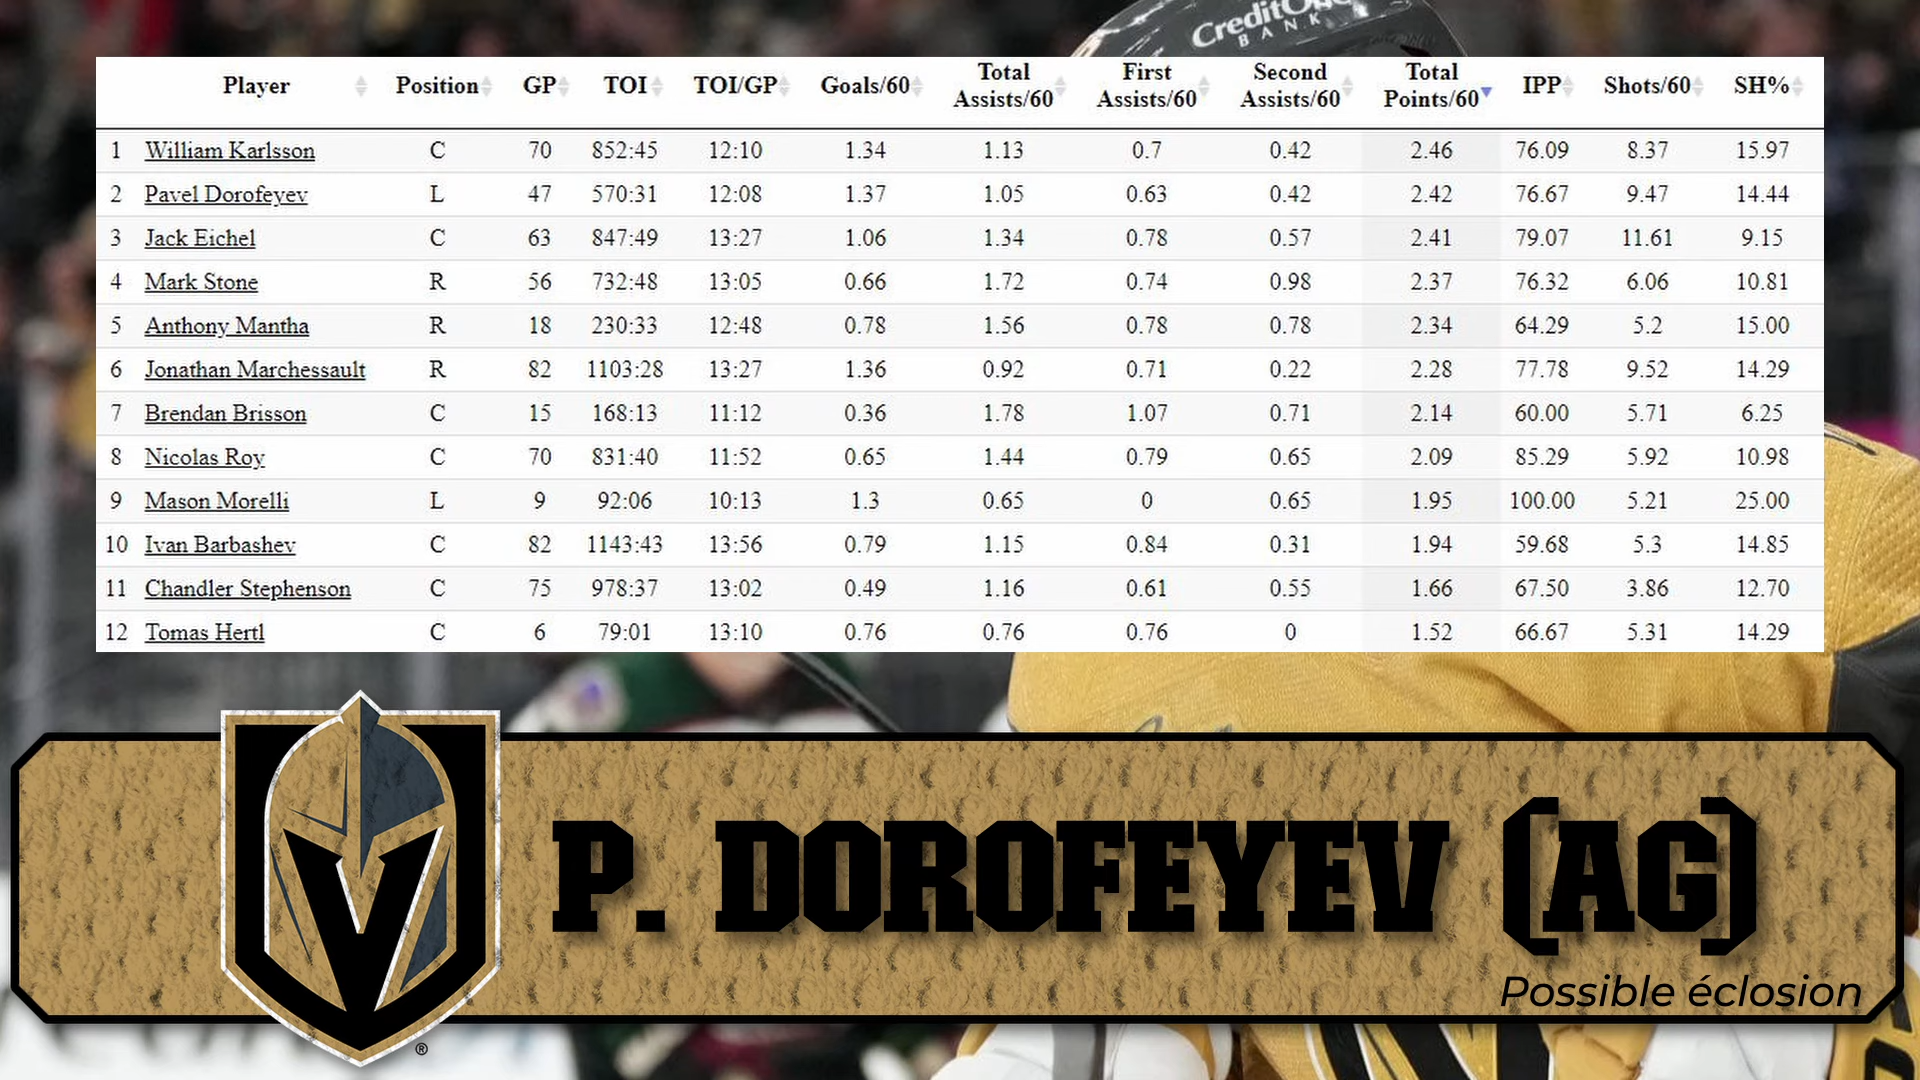 CreditOne
BANK
Player Position GP TOI TOI/GP Goals/60 Total Assists/60 First Assists/60 Second Assists/60 Total Points/60 IPP Shots/60 SH%
1 William Karlsson C 70 852:45 12:10 1.34 1.13 0.7 0.42 2.46 76.09 8.37 15.97
2 Pavel Dorofeyev L 47 570:31 12:08 1.37 1.05 0.63 0.42 2.42 76.67 9.47 14.44
3 Jack Eichel C 63 847:49 13:27 1.06 1.34 0.78 0.57 2.41 79.07 11.61 9.15
4 Mark Stone R 56 732:48 13:05 0.66 1.72 0.74 0.98 2.37 76.32 6.06 10.81
5 Anthony Mantha R 18 230:33 12:48 0.78 1.56 0.78 0.78 2.34 64.29 5.2 15.00
6 Jonathan Marchessault R 82 1103:28 13:27 1.36 0.92 0.71 0.22 2.28 77.78 9.52 14.29
7 Brendan Brisson C 15 168:13 11:12 0.36 1.78 1.07 0.71 2.14 60.00 5.71 6.25
8 Nicolas Roy C 70 831:40 11:52 0.65 1.44 0.79 0.65 2.09 85.29 5.92 10.98
9 Mason Morelli L 9 92:06 10:13 1.3 0.65 0 0.65 1.95 100.00 5.21 25.00
10 Ivan Barbashev C 82 1143:43 13:56 0.79 1.15 0.84 0.31 1.94 59.68 5.3 14.85
11 Chandler Stephenson C 75 978:37 13:02 0.49 1.16 0.61 0.55 1.66 67.50 3.86 12.70
12 Tomas Hertl C 6 79:01 13:10 0.76 0.76 0.76 0 1.52 66.67 5.31 14.29
P. DOROFEYEV (AG)
Possible éclosion
®